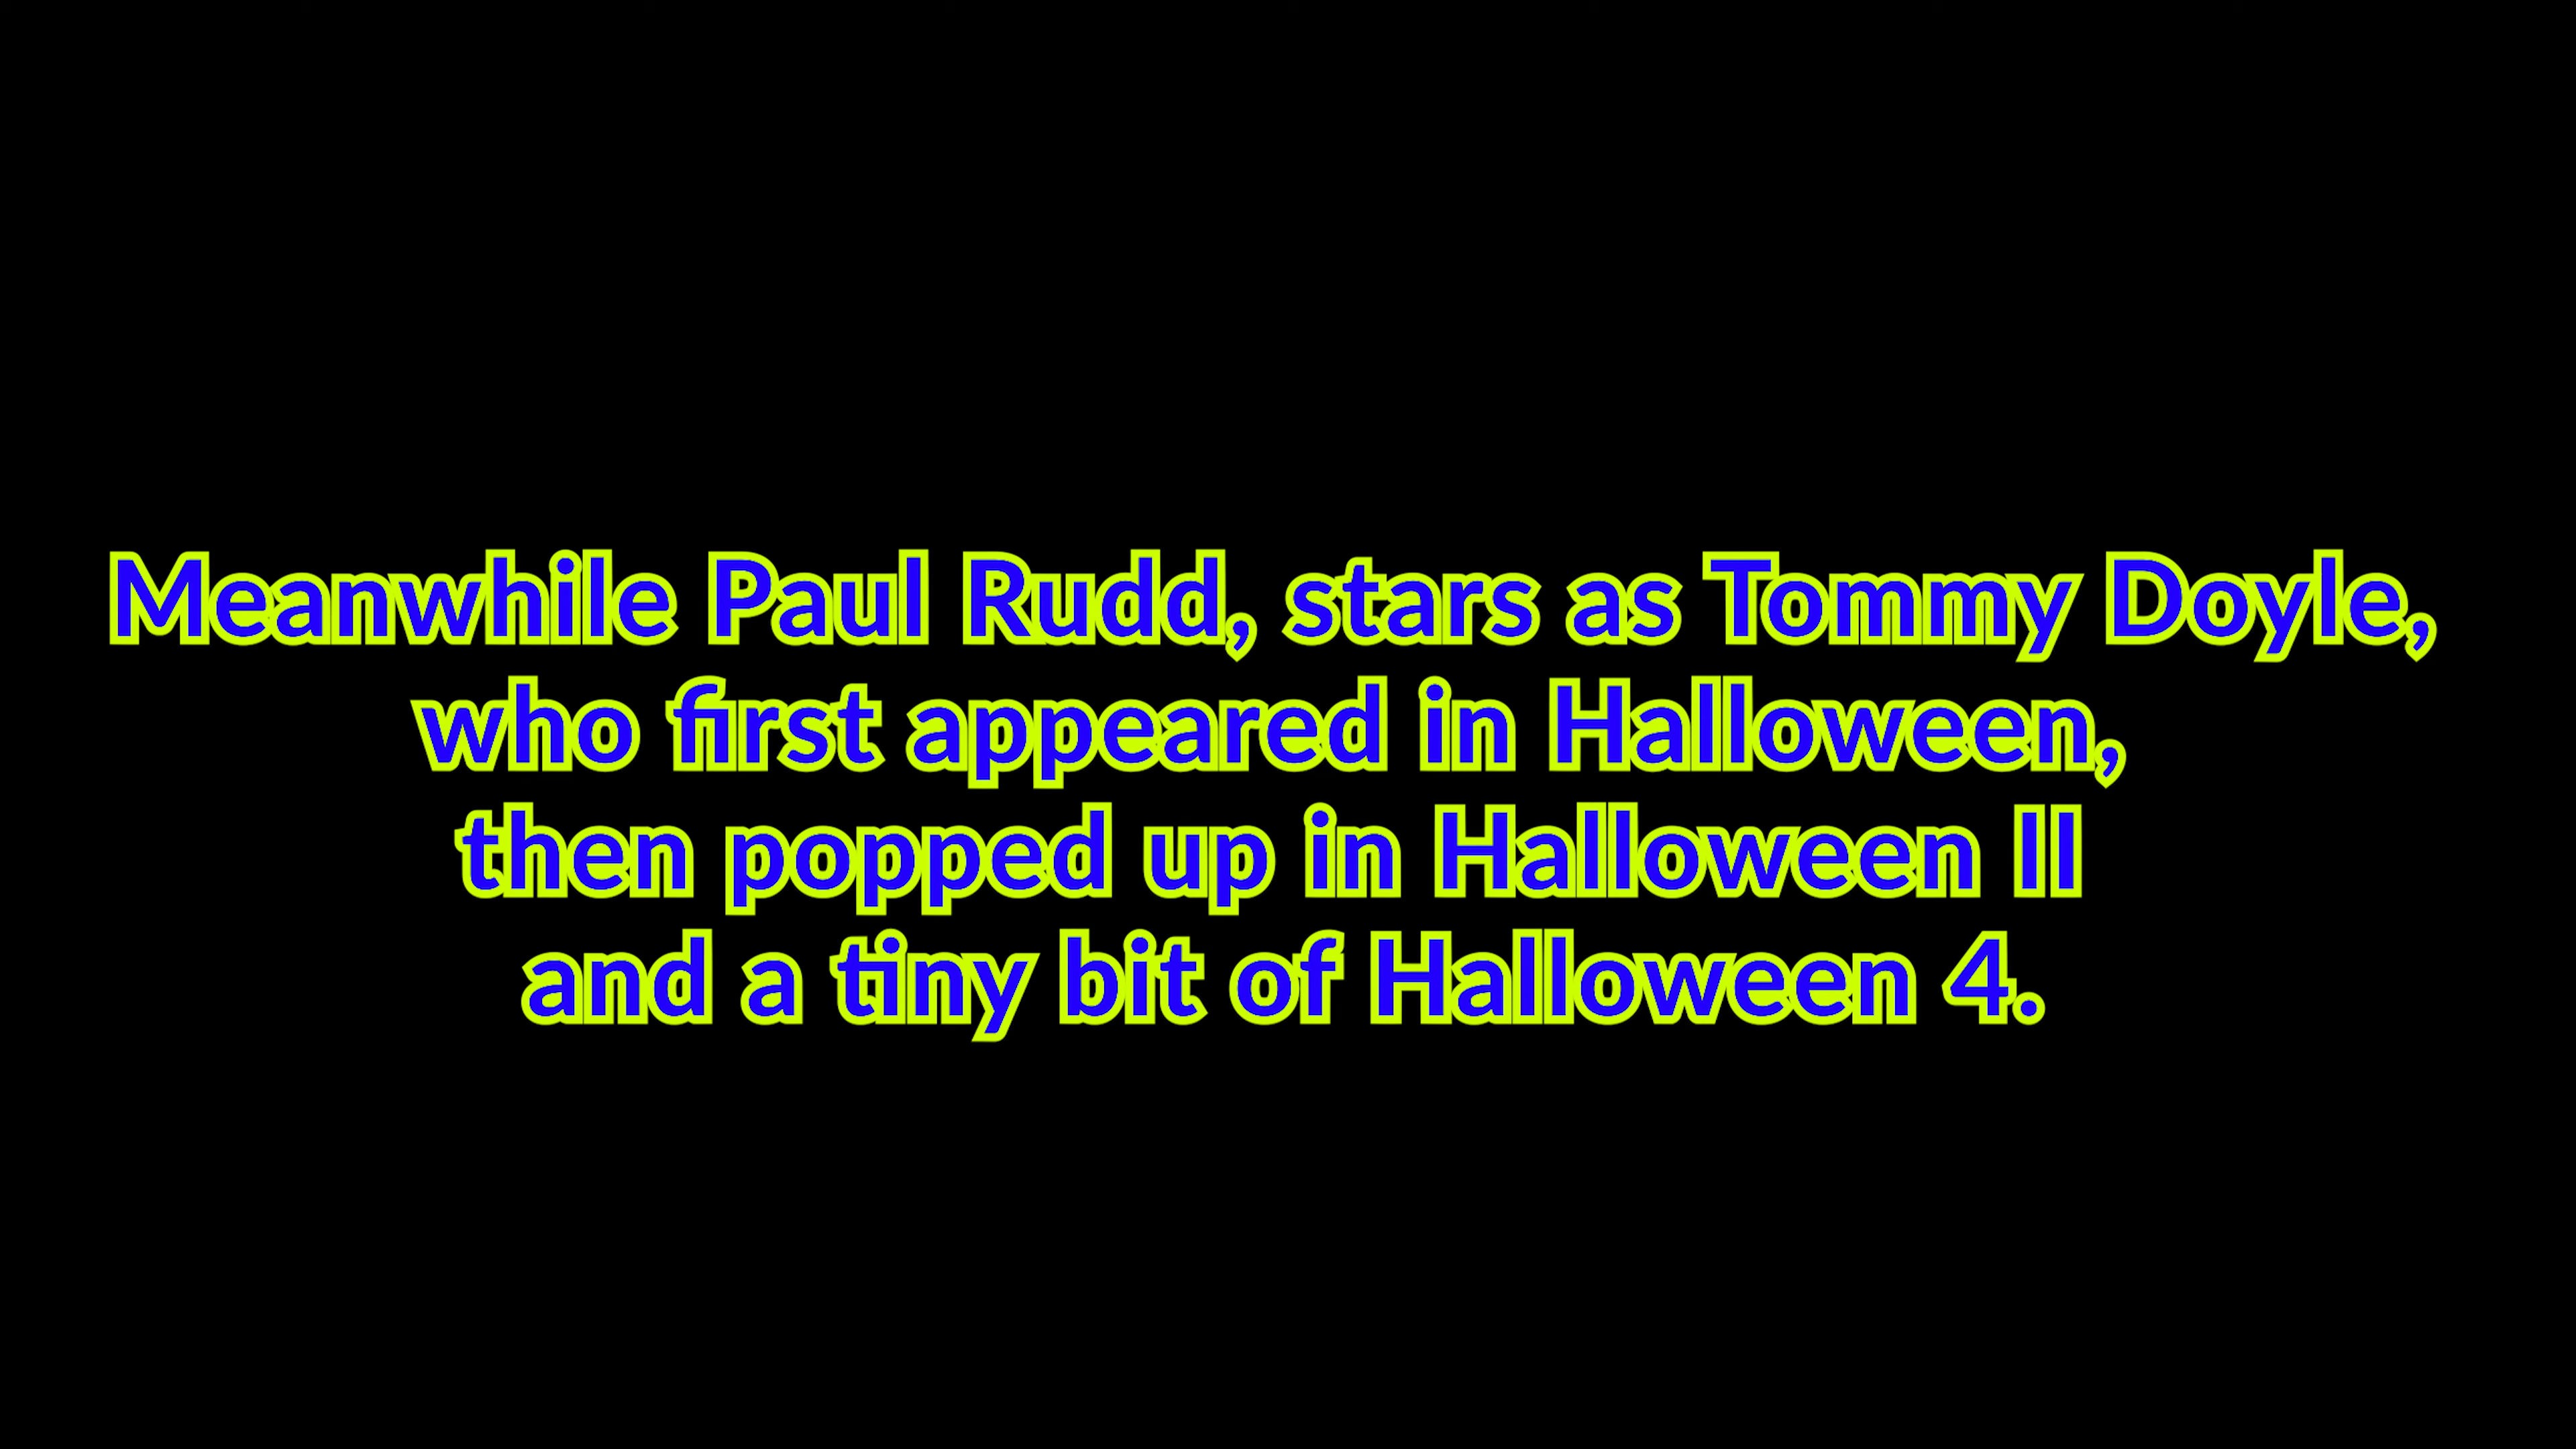 Meanwhile Paul Rudd, stars as Tommy Doyle,
who first appeared in Halloween,
then popped up in Halloween II
and a tiny bit of Halloween 4.